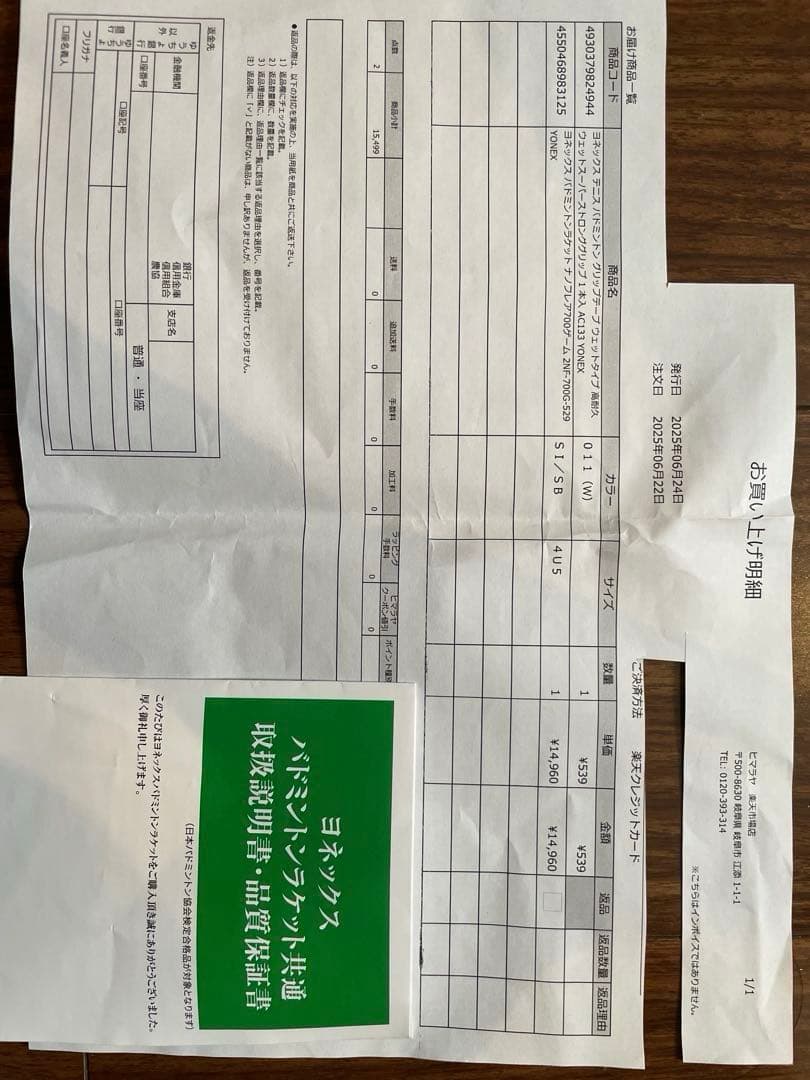 お買い上げ明細
1/1
発行日 2025年06月24日
注文日 2025年06月22日
ヒマラヤ 楽天市場店
〒500-8630 岐阜県 岐阜市 江添 1-1-1
TEL: 0120-393-314
※こちらはインボイスではありません。
お届け商品一覧
ご決済方法 楽天クレジットカード
商品コード 商品名 カラー サイズ 数量 単価 金額 返品 返品数量 返品理由
4930379824944 ヨネックス テニス バドミントン グリップテープ ウェットタイプ 高耐久 011(W) 1 ¥539 ¥539
ウェットスーパーストロンググリップ 1本入 AC133 YONEX
4550468983125 ヨネックス バドミントンラケット ナノフレア700ゲーム 2NF-700G-529 SI/SB 4U5 1 ¥14,960 ¥14,960
YONEX
点数 商品小計 送料 追加送料 手数料 加工料 ラッピング手数料 ヒマラヤクーポン値引
2 15,499 0 0 0 0 0 0
●返品の際は、以下の対応を実施の上、当用紙を商品と共にご返送下さい。
1) 返品欄にチェックを記載。
2) 返品数量欄に、数量を記載。
3) 返品理由欄に、返品理由一覧に該当する返品理由を選択し、番号を記載。
注) 返品欄に「✓」と記載がない商品は、申し訳ありませんが、返品を受け付けておりません。
返金先
ゆうちょ以外銀行 金融機関 銀行 信用金庫 信用組合 農協 支店名
口座番号 普通・当座
ゆうちょ銀行 口座記号 口座番号
フリガナ
口座名義人
ヨネックス
バドミントンラケット共通
取扱説明書・品質保証書
(日本バドミントン協会検定合格品が対象となります)
このたびはヨネックスバドミントンラケットをご購入頂き誠にありがとうございました。
厚く御礼申し上げます。